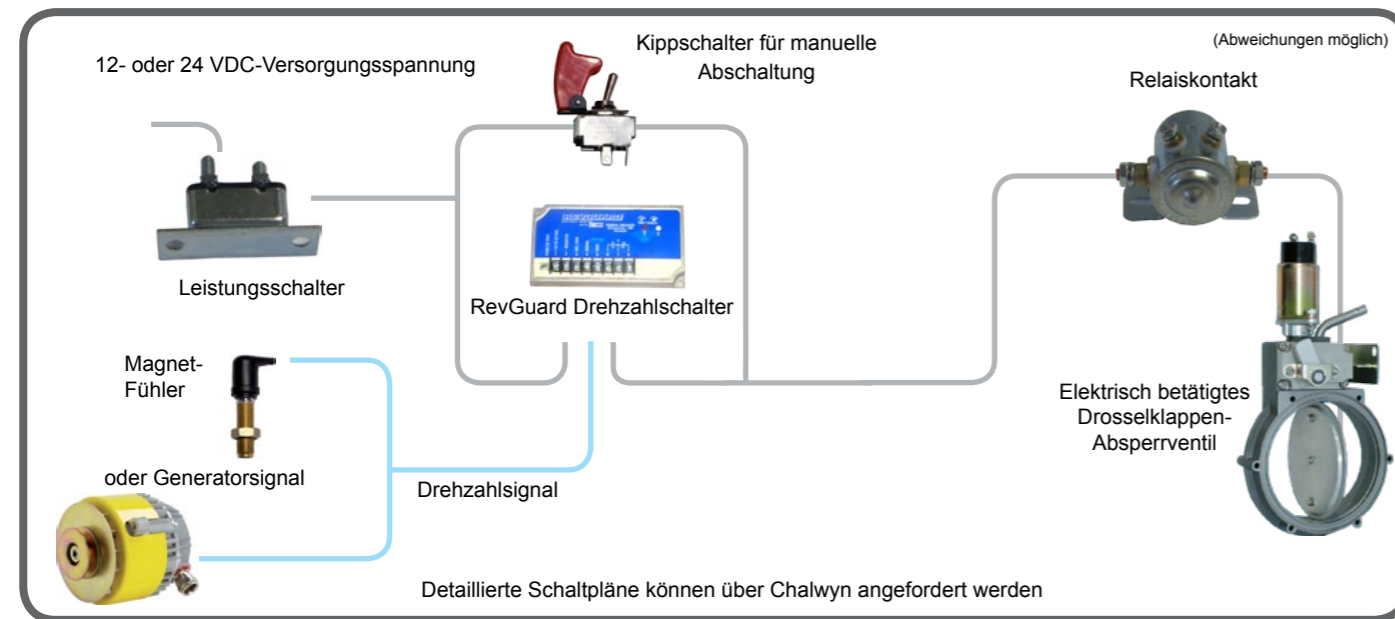 12- oder 24 VDC-Versorgungsspannung
Kippschalter für manuelle
Abschaltung
(Abweichungen möglich)
Relaiskontakt
Leistungsschalter
RevGuard Drehzahlschalter
Magnet-
Fühler
Elektrisch betätigtes
Drosselklappen-
Absperrventil
oder Generatorsignal
Drehzahlsignal
Detaillierte Schaltpläne können über Chalwyn angefordert werden